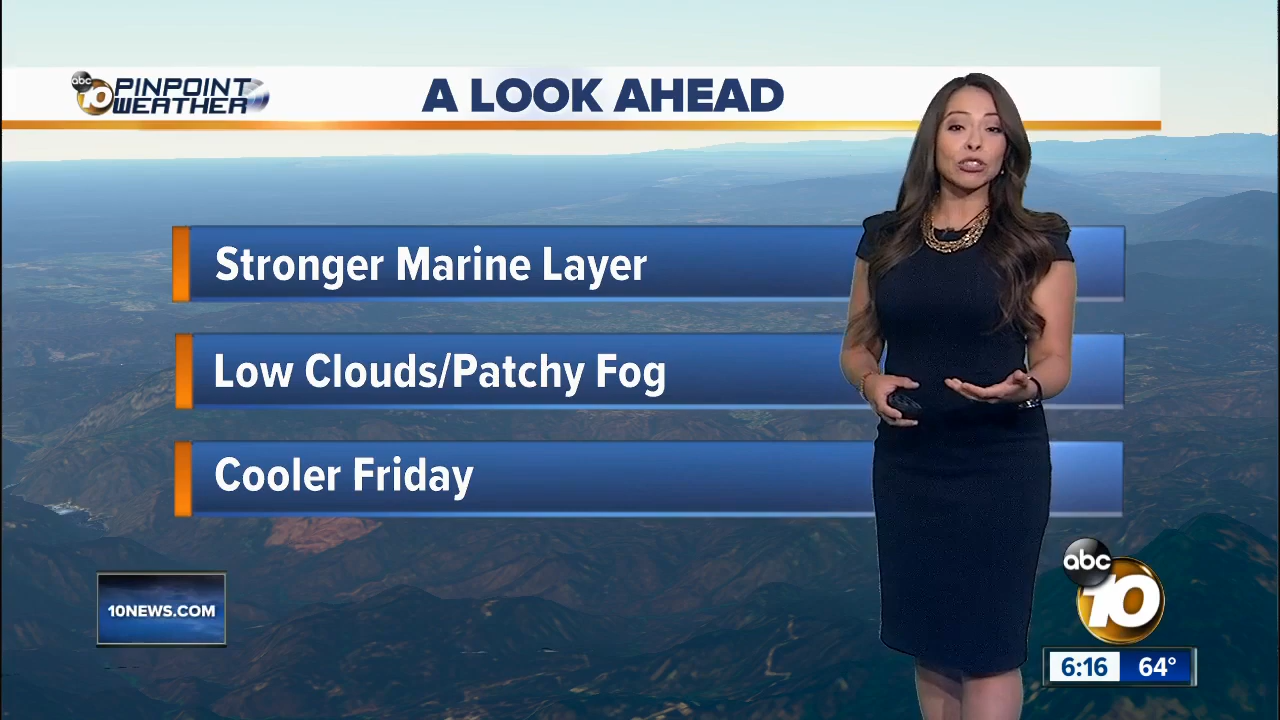 abc
10
PINPOINT
WEATHER
A LOOK AHEAD
Stronger Marine Layer
Low Clouds/Patchy Fog
Cooler Friday
10NEWS.COM
abc
10
6:16 64°